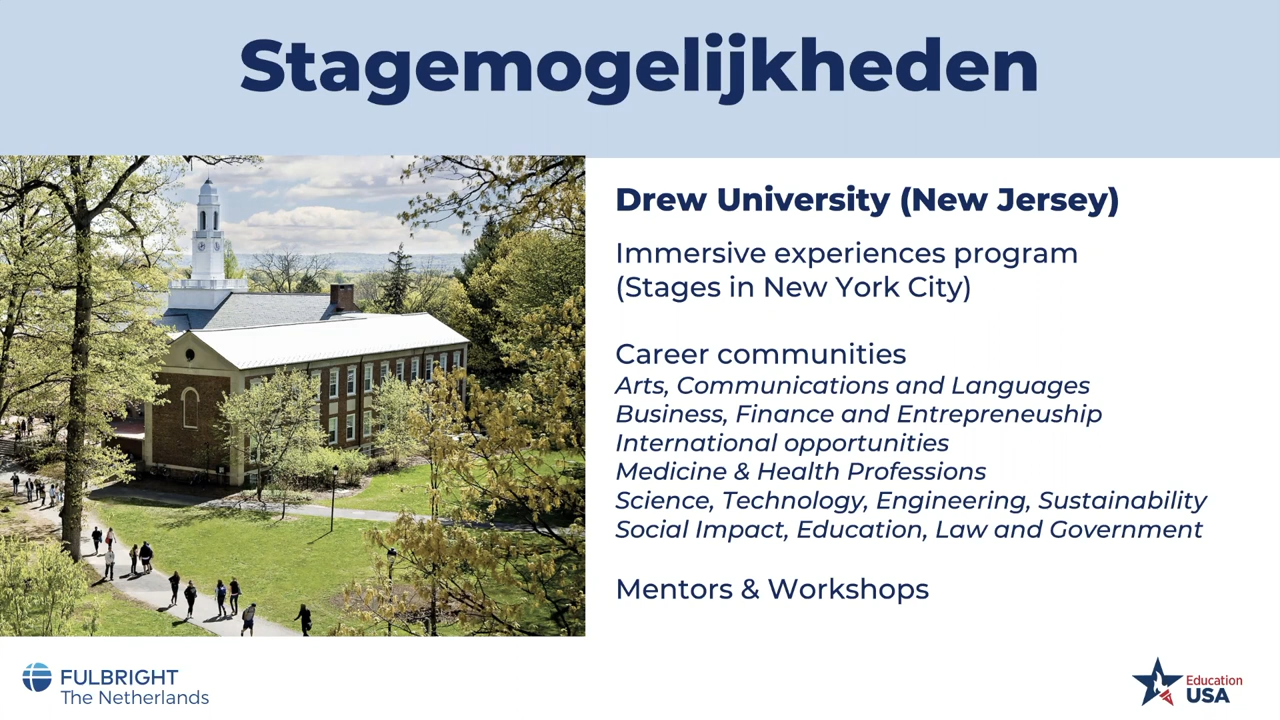 Stagemogelijkheden
Drew University (New Jersey)
Immersive experiences program
(Stages in New York City)
Career communities
Arts, Communications and Languages
Business, Finance and Entrepreneuship
International opportunities
Medicine & Health Professions
Science, Technology, Engineering, Sustainability
Social Impact, Education, Law and Government
Mentors & Workshops
FULBRIGHT
The Netherlands
Education
USA